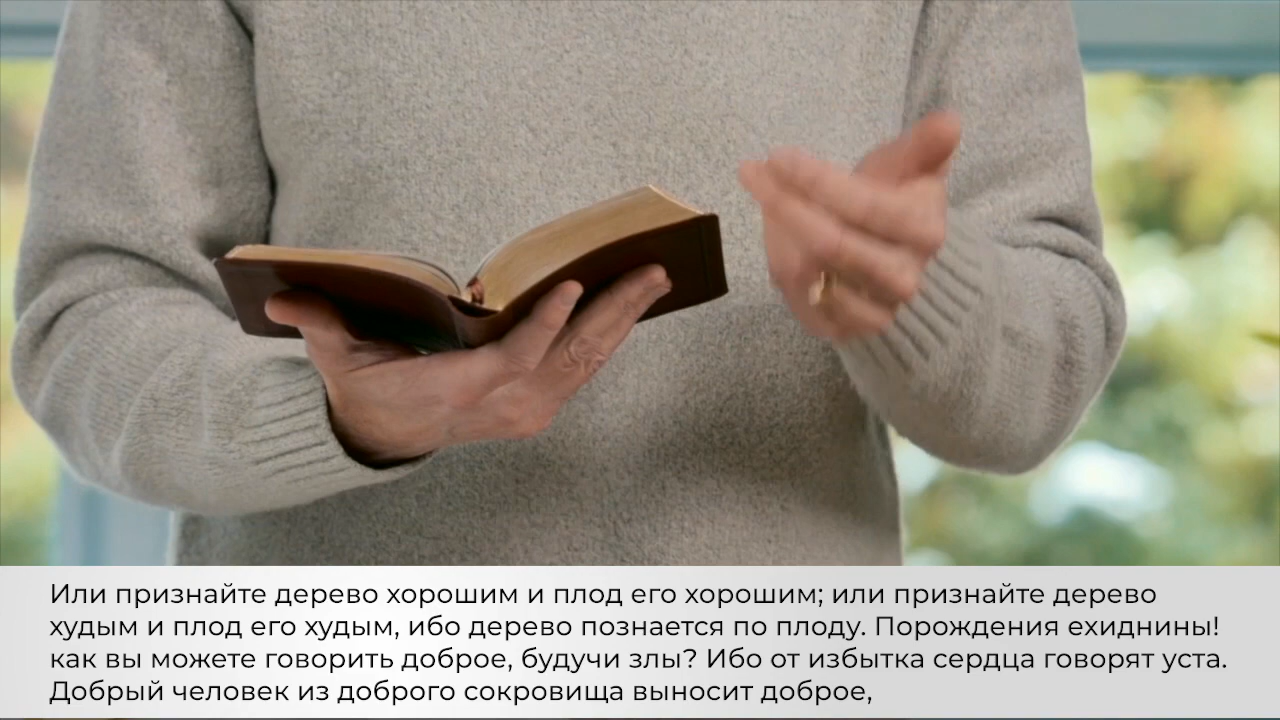 Или признайте дерево хорошим и плод его хорошим; или признайте дерево
худым и плод его худым, ибо дерево познается по плоду. Порождения ехиднины!
как вы можете говорить доброе, будучи злы? Ибо от избытка сердца говорят уста.
Добрый человек из доброго сокровища выносит доброе,